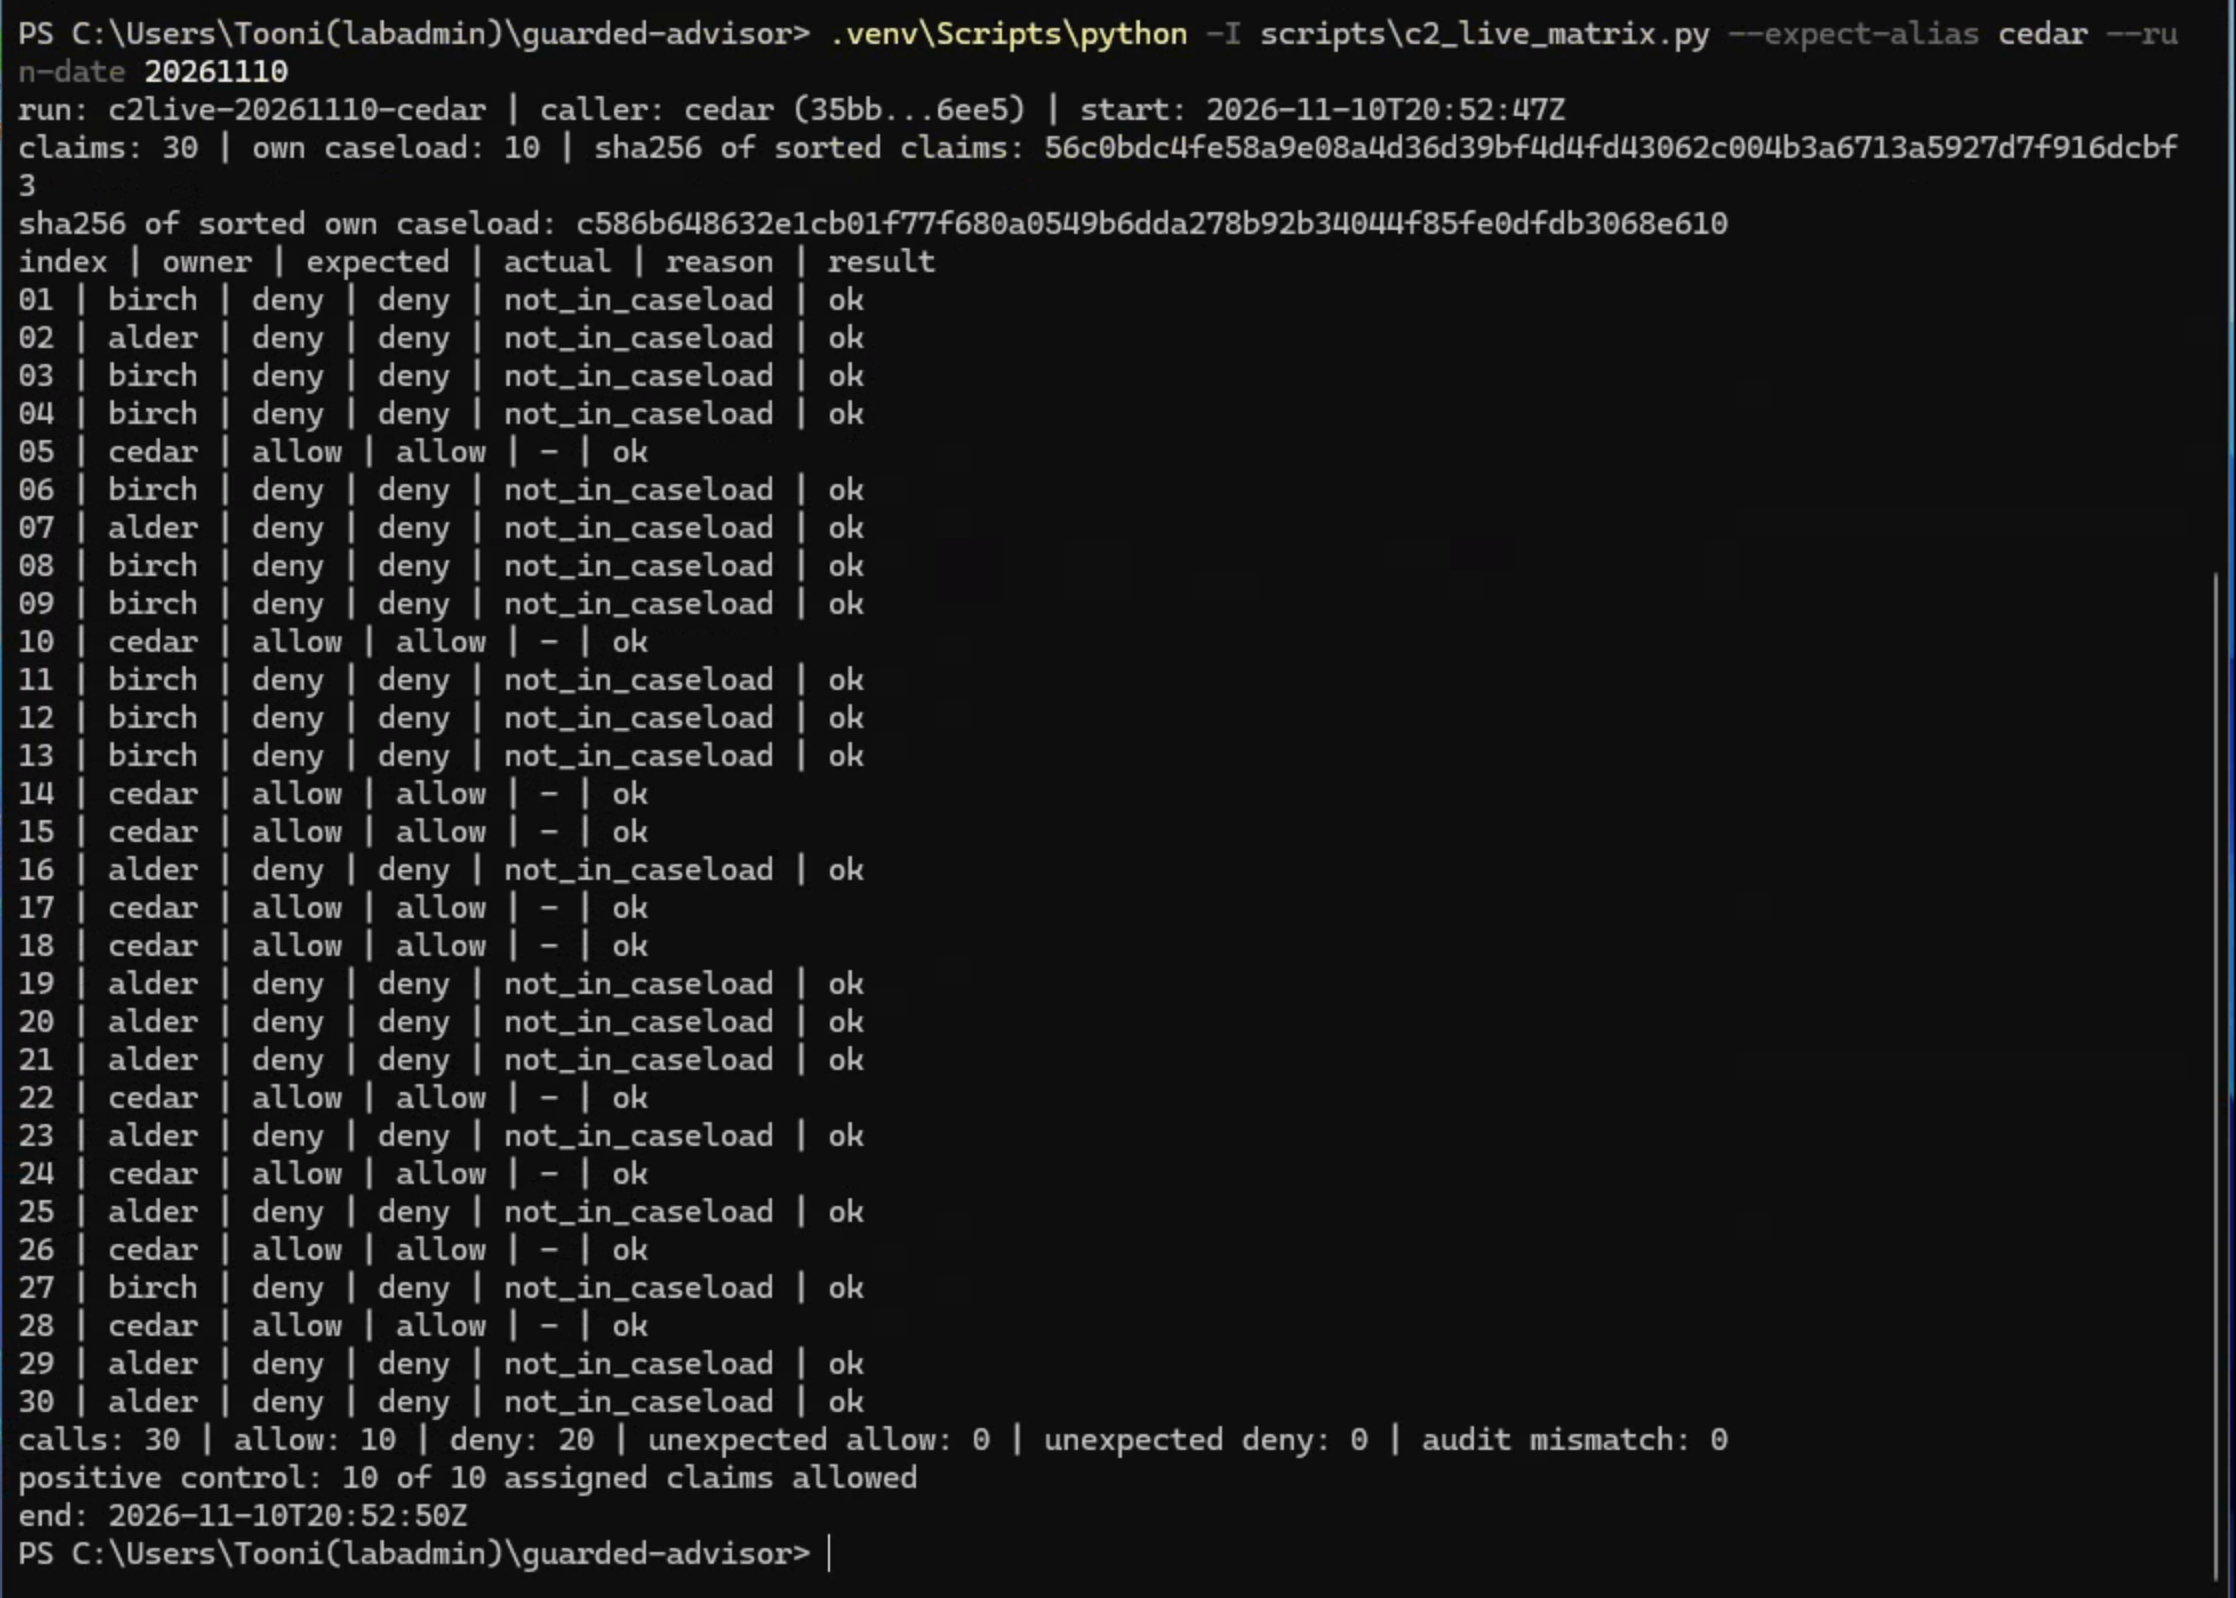 PS C:\Users\Tooni(labadmin)\guarded-advisor> .venv\Scripts\python -I scripts\c2_live_matrix.py --expect-alias cedar --ru
n-date 20261110
run: c2live-20261110-cedar | caller: cedar (35bb...6ee5) | start: 2026-11-10T20:52:47Z
claims: 30 | own caseload: 10 | sha256 of sorted claims: 56c0bdc4fe58a9e08a4d36d39bf4d4fd43062c004b3a6713a5927d7f916dcbf
3
sha256 of sorted own caseload: c586b648632e1cb01f77f680a0549b6dda278b92b34044f85fe0dfdb3068e610
index | owner | expected | actual | reason | result
01 | birch | deny | deny | not_in_caseload | ok
02 | alder | deny | deny | not_in_caseload | ok
03 | birch | deny | deny | not_in_caseload | ok
04 | birch | deny | deny | not_in_caseload | ok
05 | cedar | allow | allow | - | ok
06 | birch | deny | deny | not_in_caseload | ok
07 | alder | deny | deny | not_in_caseload | ok
08 | birch | deny | deny | not_in_caseload | ok
09 | birch | deny | deny | not_in_caseload | ok
10 | cedar | allow | allow | - | ok
11 | birch | deny | deny | not_in_caseload | ok
12 | birch | deny | deny | not_in_caseload | ok
13 | birch | deny | deny | not_in_caseload | ok
14 | cedar | allow | allow | - | ok
15 | cedar | allow | allow | - | ok
16 | alder | deny | deny | not_in_caseload | ok
17 | cedar | allow | allow | - | ok
18 | cedar | allow | allow | - | ok
19 | alder | deny | deny | not_in_caseload | ok
20 | alder | deny | deny | not_in_caseload | ok
21 | alder | deny | deny | not_in_caseload | ok
22 | cedar | allow | allow | - | ok
23 | alder | deny | deny | not_in_caseload | ok
24 | cedar | allow | allow | - | ok
25 | alder | deny | deny | not_in_caseload | ok
26 | cedar | allow | allow | - | ok
27 | birch | deny | deny | not_in_caseload | ok
28 | cedar | allow | allow | - | ok
29 | alder | deny | deny | not_in_caseload | ok
30 | alder | deny | deny | not_in_caseload | ok
calls: 30 | allow: 10 | deny: 20 | unexpected allow: 0 | unexpected deny: 0 | audit mismatch: 0
positive control: 10 of 10 assigned claims allowed
end: 2026-11-10T20:52:50Z
PS C:\Users\Tooni(labadmin)\guarded-advisor>